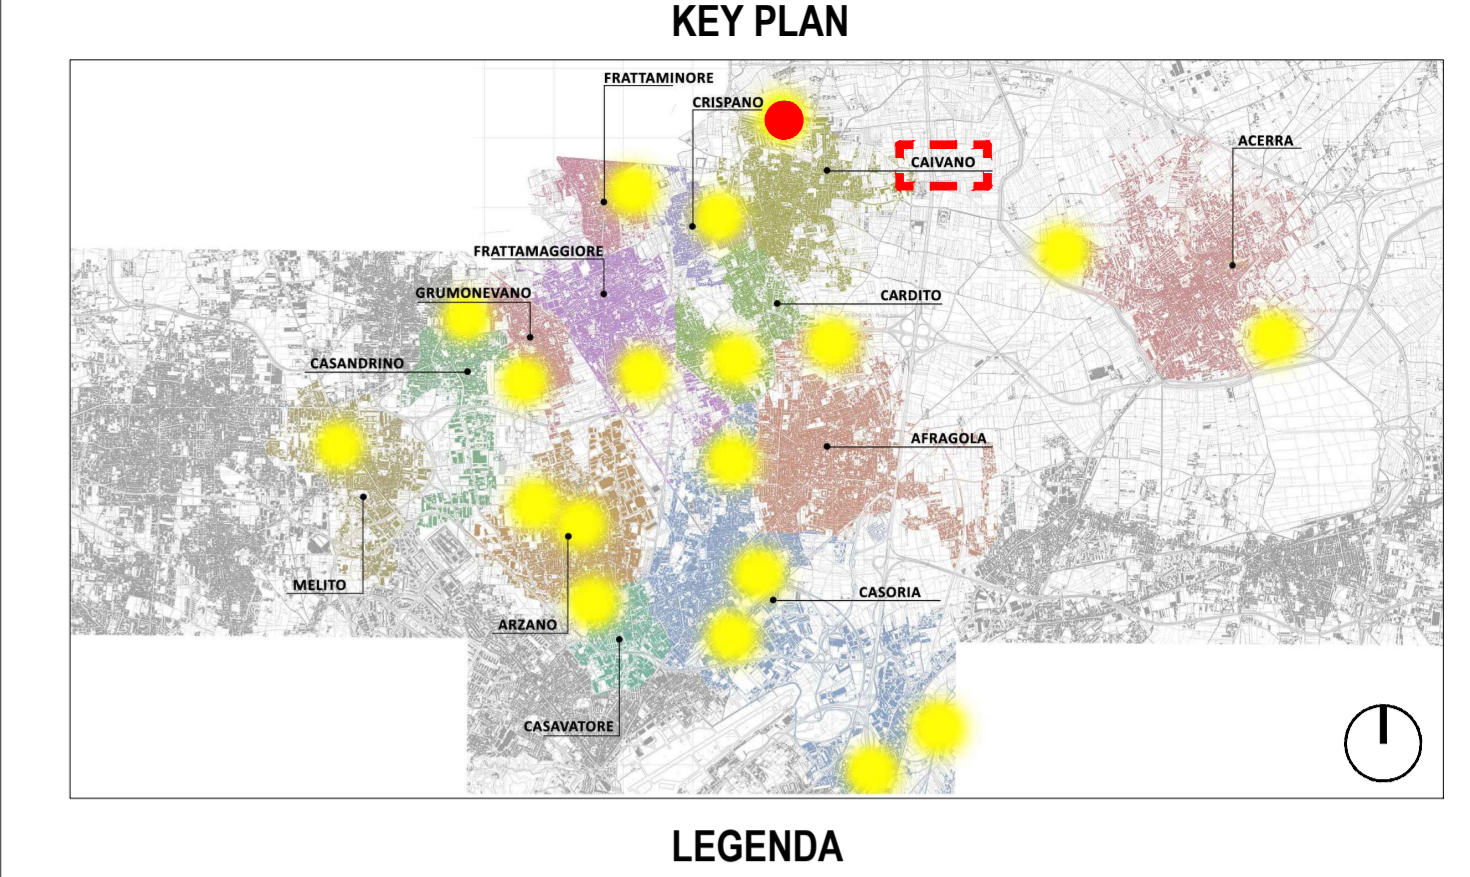 KEY PLAN
FRATTAMINORE
CRISPANO
ACERRA
CAIVANO
FRATTAMAGGIORE
GRUMONEVANO
CARDITO
CASANDRINO
AFRAGOLA
MELITO
CASORIA
ARZANO
CASAVATORE
LEGENDA